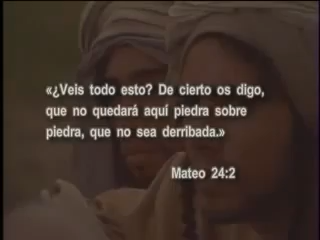 «¿Veis todo esto? De cierto os digo,
que no quedará aquí piedra sobre
piedra, que no sea derribada.»
Mateo 24:2